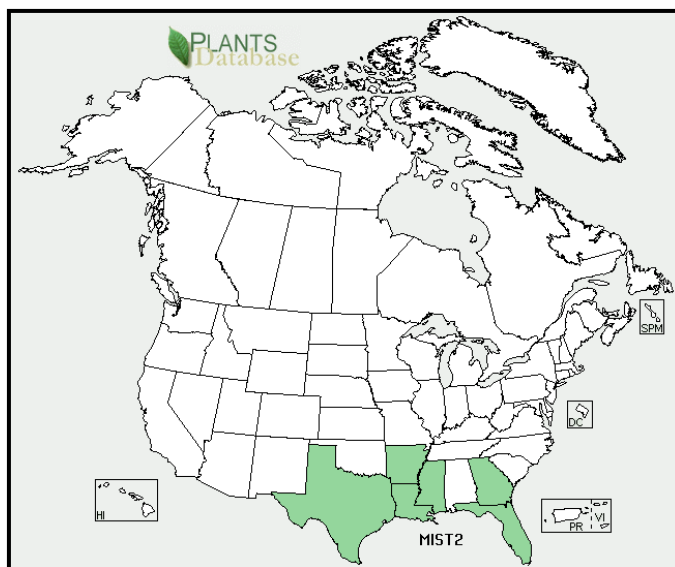 PLANTS
Database
SPM
DC
HI
PR
VI
MIST2